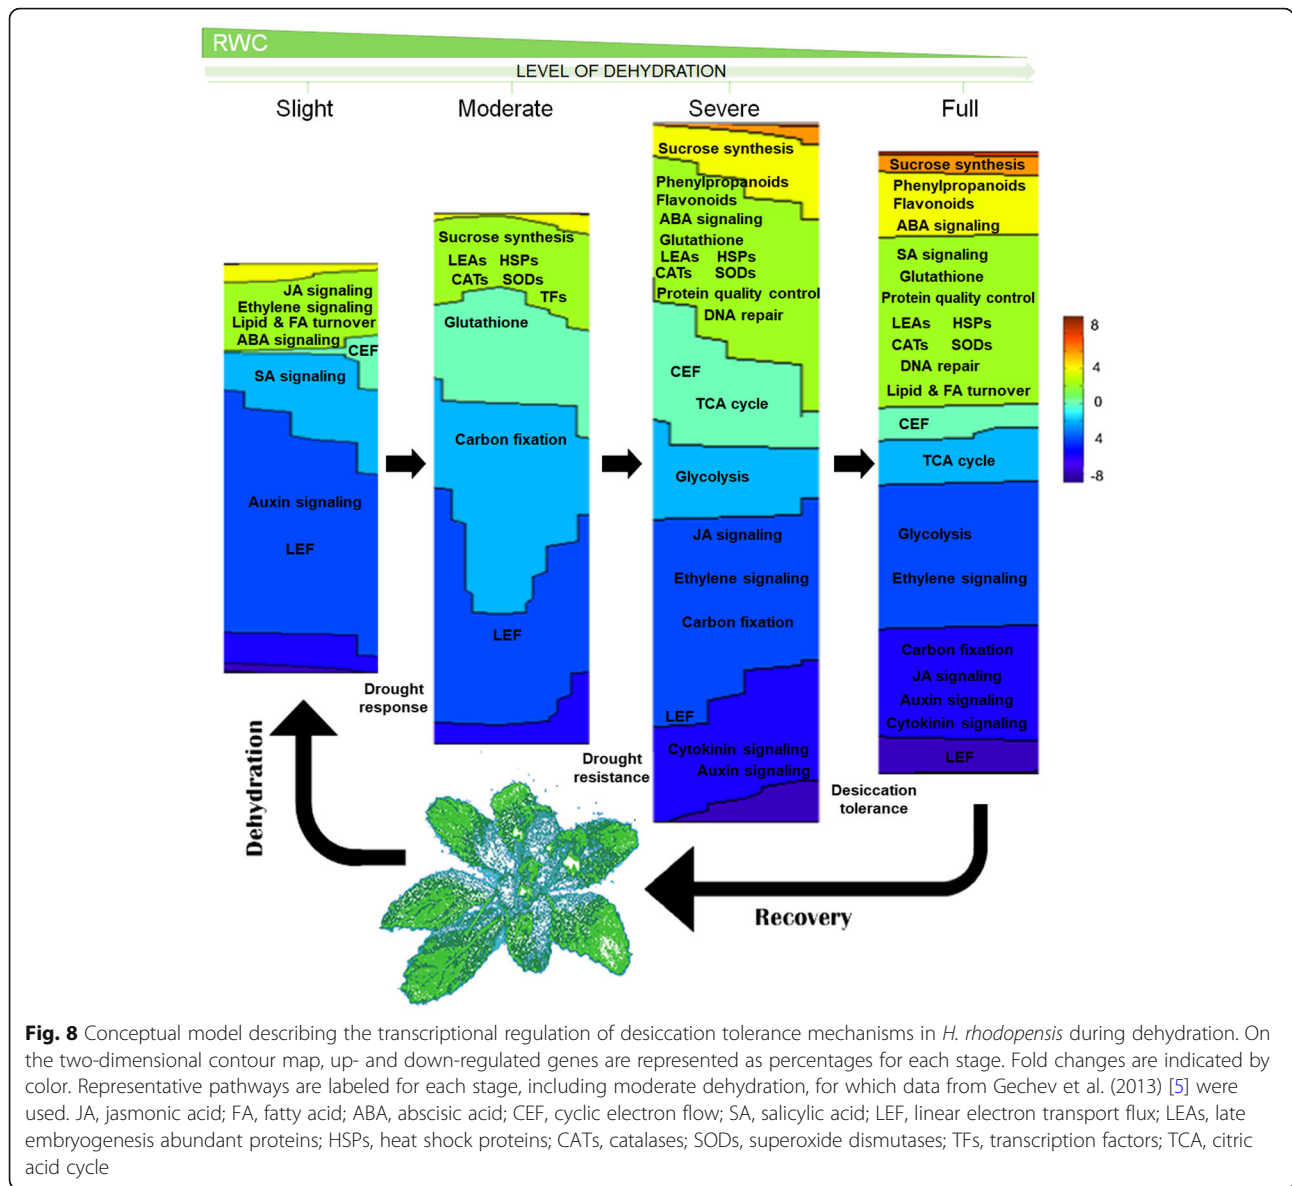 RWC
LEVEL OF DEHYDRATION
Slight
Moderate
Severe
Full
JA signaling
Ethylene signaling
Lipid & FA turnover
ABA signaling
CEF
SA signaling
Auxin signaling
LEF
Drought
response
Sucrose synthesis
LEAs HSPs
CATs SODs
TFs
Glutathione
Carbon fixation
LEF
Drought
resistance
Sucrose synthesis
Phenylpropanoids
Flavonoids
ABA signaling
Glutathione
LEAs HSPs
CATs SODs
Protein quality control
DNA repair
CEF
TCA cycle
Glycolysis
JA signaling
Ethylene signaling
Carbon fixation
LEF
Cytokinin signaling
Auxin signaling
Desiccation
tolerance
Sucrose synthesis
Phenylpropanoids
Flavonoids
ABA signaling
SA signaling
Glutathione
Protein quality control
LEAs HSPs
CATs SODs
DNA repair
Lipid & FA turnover
CEF
TCA cycle
Glycolysis
Ethylene signaling
Carbon fixation
JA signaling
Auxin signaling
Cytokinin signaling
LEF
8
4
0
4
-8
Dehydration
Recovery
Fig. 8 Conceptual model describing the transcriptional regulation of desiccation tolerance mechanisms in H. rhodopensis during dehydration. On
the two-dimensional contour map, up- and down-regulated genes are represented as percentages for each stage. Fold changes are indicated by
color. Representative pathways are labeled for each stage, including moderate dehydration, for which data from Gechev et al. (2013) [5] were
used. JA, jasmonic acid; FA, fatty acid; ABA, abscisic acid; CEF, cyclic electron flow; SA, salicylic acid; LEF, linear electron transport flux; LEAs, late
embryogenesis abundant proteins; HSPs, heat shock proteins; CATs, catalases; SODs, superoxide dismutases; TFs, transcription factors; TCA, citric
acid cycle